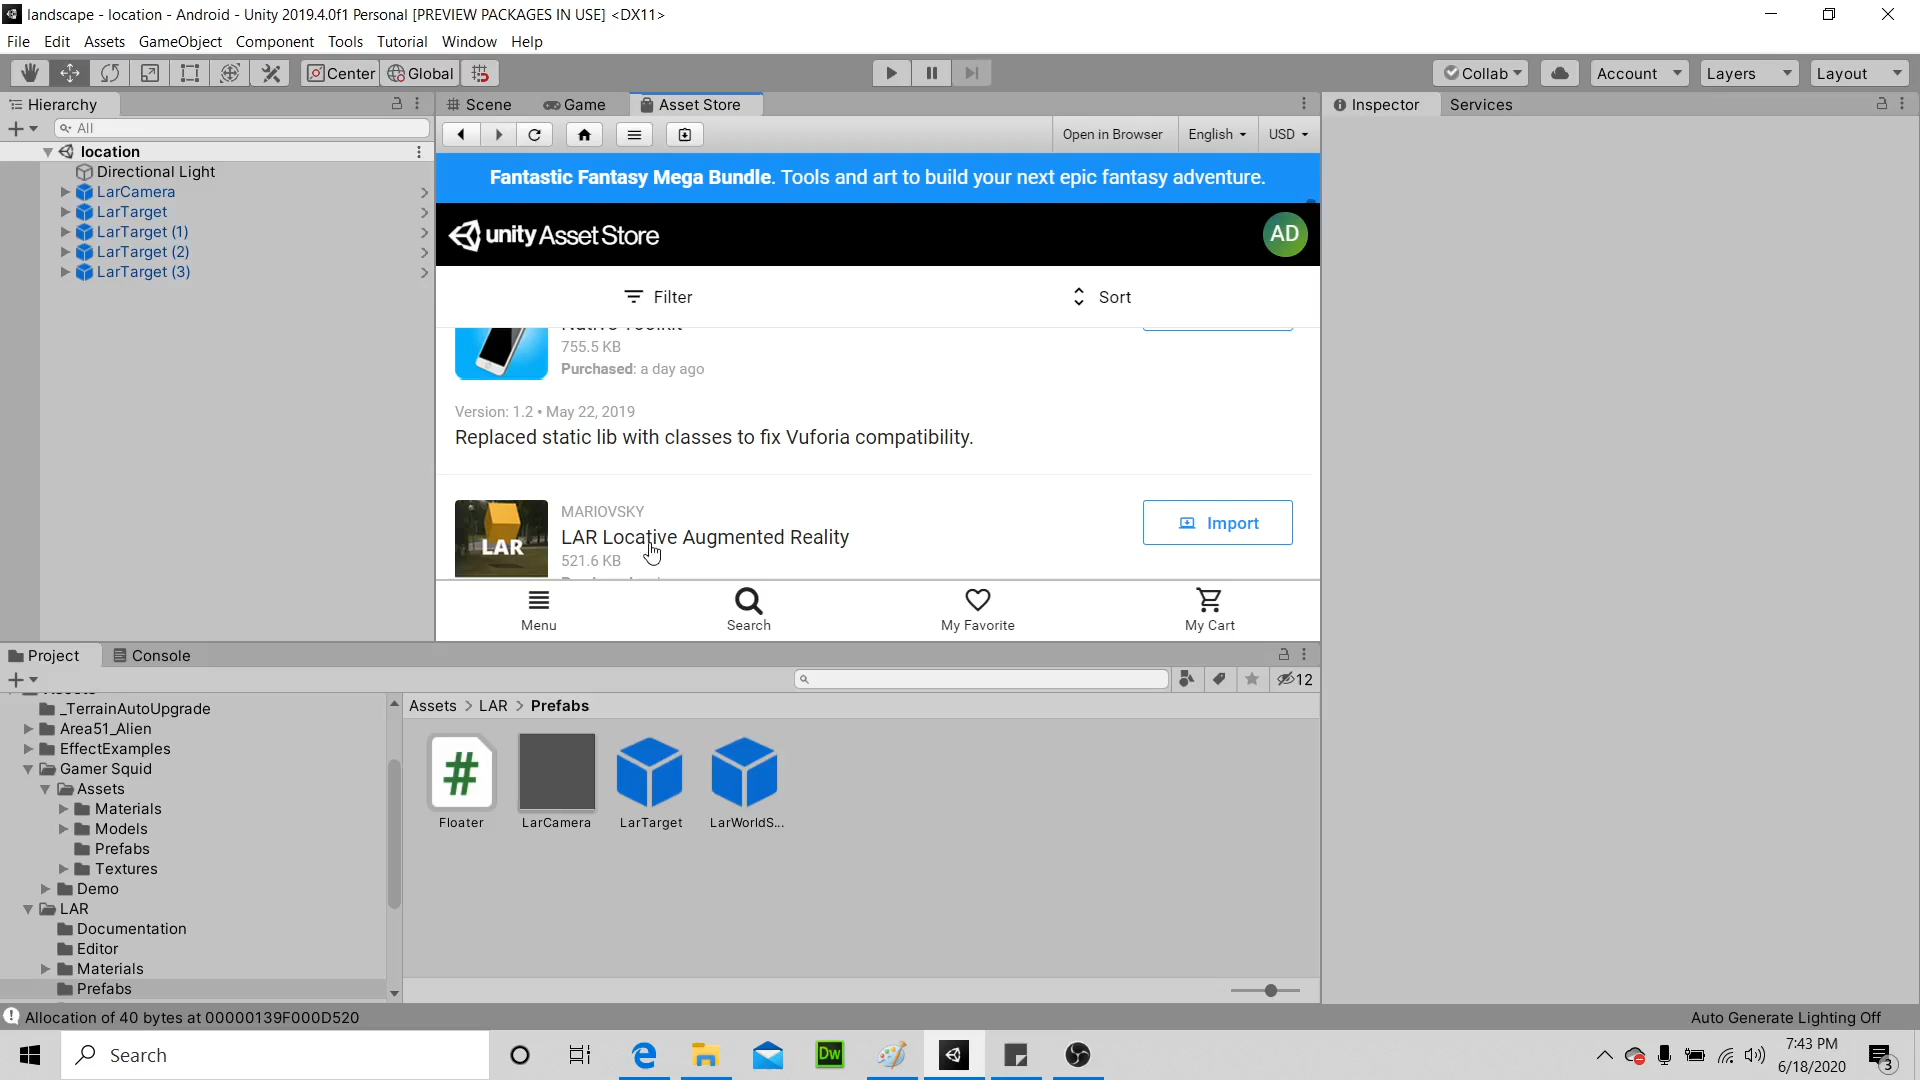 landscape - location - Android - Unity 2019.4.0f1 Personal [PREVIEW PACKAGES IN USE] <DX11>
File Edit Assets GameObject Component Tools Tutorial Window Help
Center Global Collab Account Layers Layout
Hierarchy Scene Game Asset Store Inspector Services
All
Open in Browser English USD
location
Directional Light
LarCamera
LarTarget
LarTarget (1)
LarTarget (2)
LarTarget (3)
Fantastic Fantasy Mega Bundle. Tools and art to build your next epic fantasy adventure.
unity Asset Store AD
Filter Sort
755.5 KB
Purchased: a day ago
Version: 1.2 • May 22, 2019
Replaced static lib with classes to fix Vuforia compatibility.
LAR
MARIOVSKY
LAR Locative Augmented Reality
521.6 KB
Import
Menu Search My Favorite My Cart
Project Console
12
_TerrainAutoUpgrade
Area51_Alien
EffectExamples
Gamer Squid
Assets
Materials
Models
Prefabs
Textures
Demo
LAR
Documentation
Editor
Materials
Prefabs
Assets > LAR > Prefabs
#
Floater LarCamera LarTarget LarWorldS...
Allocation of 40 bytes at 00000139F000D520 Auto Generate Lighting Off
Search
Dw
7:43 PM
6/18/2020
3